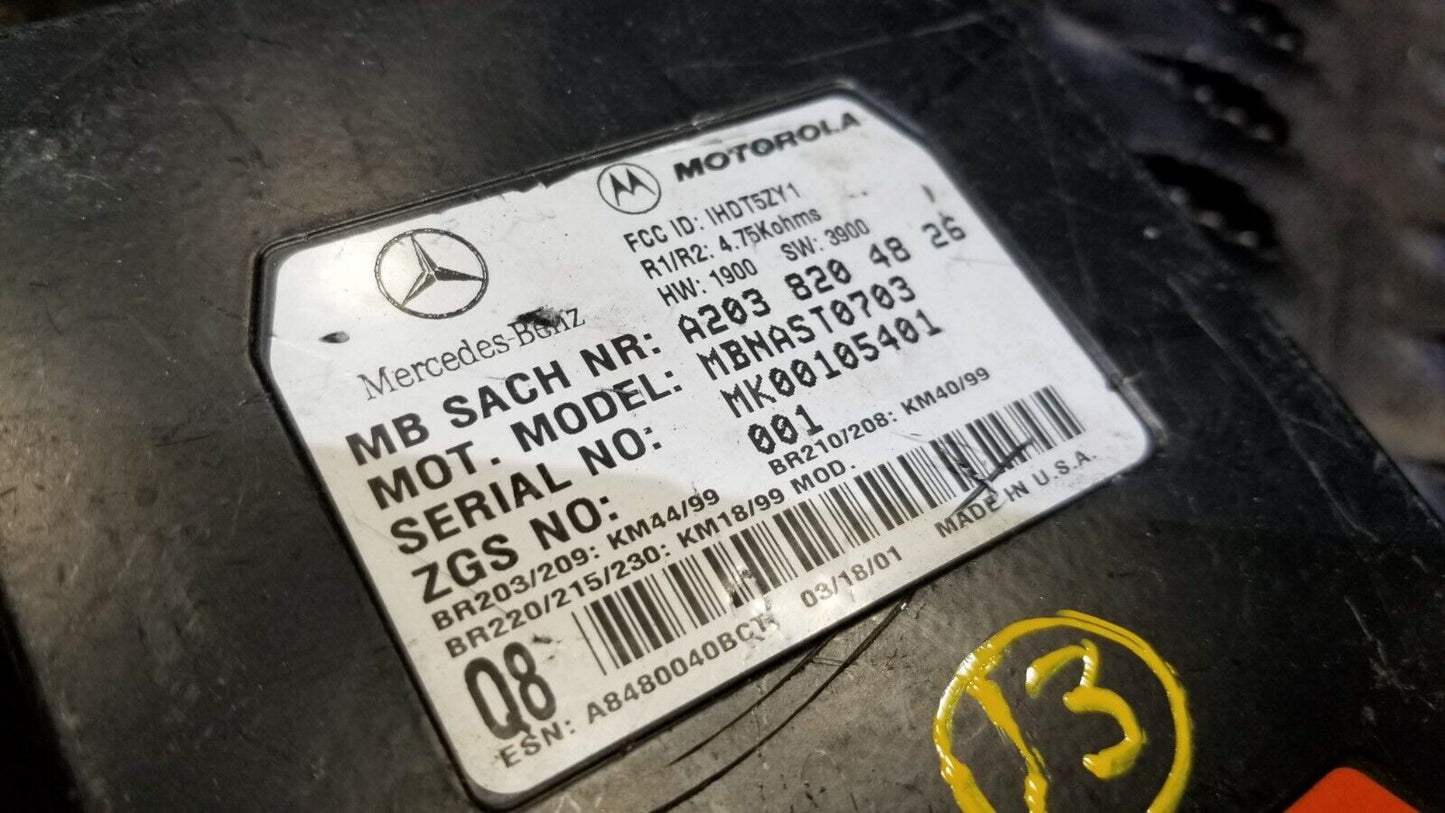 MOTOROLA
FCC ID: IHDT5ZY1
R1/R2: 4.75Kohms
HW: 1900 SW: 3900
Mercedes-Benz
MB SACH NR: A203 820 48 26
MOT. MODEL: MBNAST0703
SERIAL NO: MK00105401
ZGS NO: 001
BR203/209: KM44/99 BR210/208: KM40/99
BR220/215/230: KM18/99 MOD.
Q8
ESN: A8480040BCT 03/18/01 MADE IN U.S.A.
13